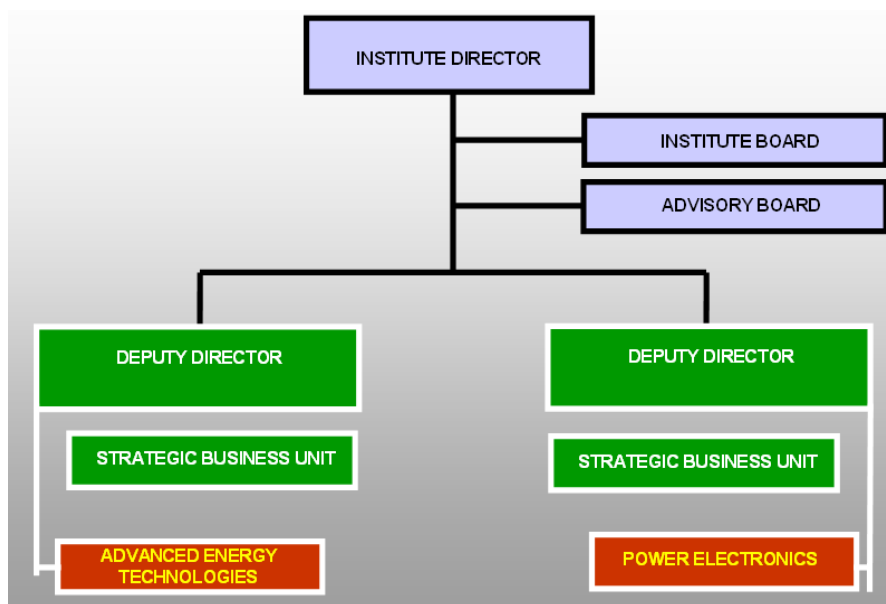 INSTITUTE DIRECTOR
INSTITUTE BOARD
ADVISORY BOARD
DEPUTY DIRECTOR
DEPUTY DIRECTOR
STRATEGIC BUSINESS UNIT
STRATEGIC BUSINESS UNIT
ADVANCED ENERGY
TECHNOLOGIES
POWER ELECTRONICS